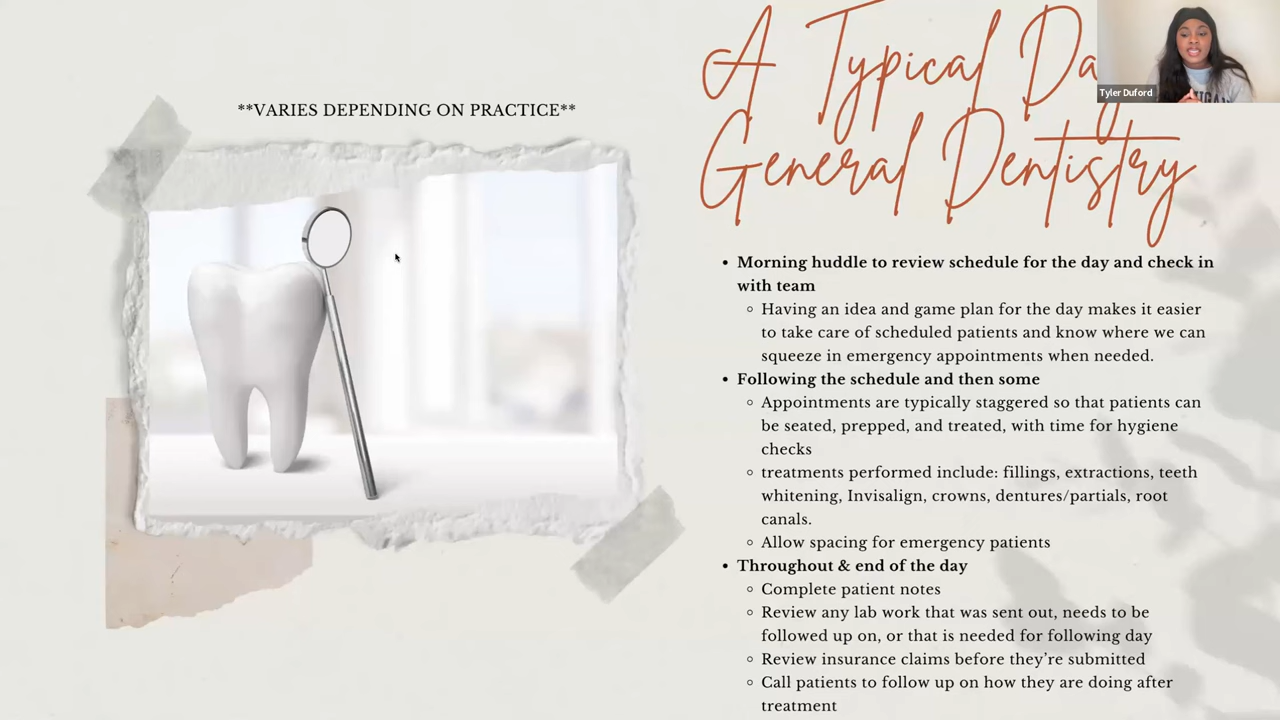 **VARIES DEPENDING ON PRACTICE**
A Typical Da
General Dentistry
Tyler Duford
• Morning huddle to review schedule for the day and check in
with team
◦ Having an idea and game plan for the day makes it easier
to take care of scheduled patients and know where we can
squeeze in emergency appointments when needed.
• Following the schedule and then some
◦ Appointments are typically staggered so that patients can
be seated, prepped, and treated, with time for hygiene
checks
◦ treatments performed include: fillings, extractions, teeth
whitening, Invisalign, crowns, dentures/partials, root
canals.
◦ Allow spacing for emergency patients
• Throughout & end of the day
◦ Complete patient notes
◦ Review any lab work that was sent out, needs to be
followed up on, or that is needed for following day
◦ Review insurance claims before they’re submitted
◦ Call patients to follow up on how they are doing after
treatment